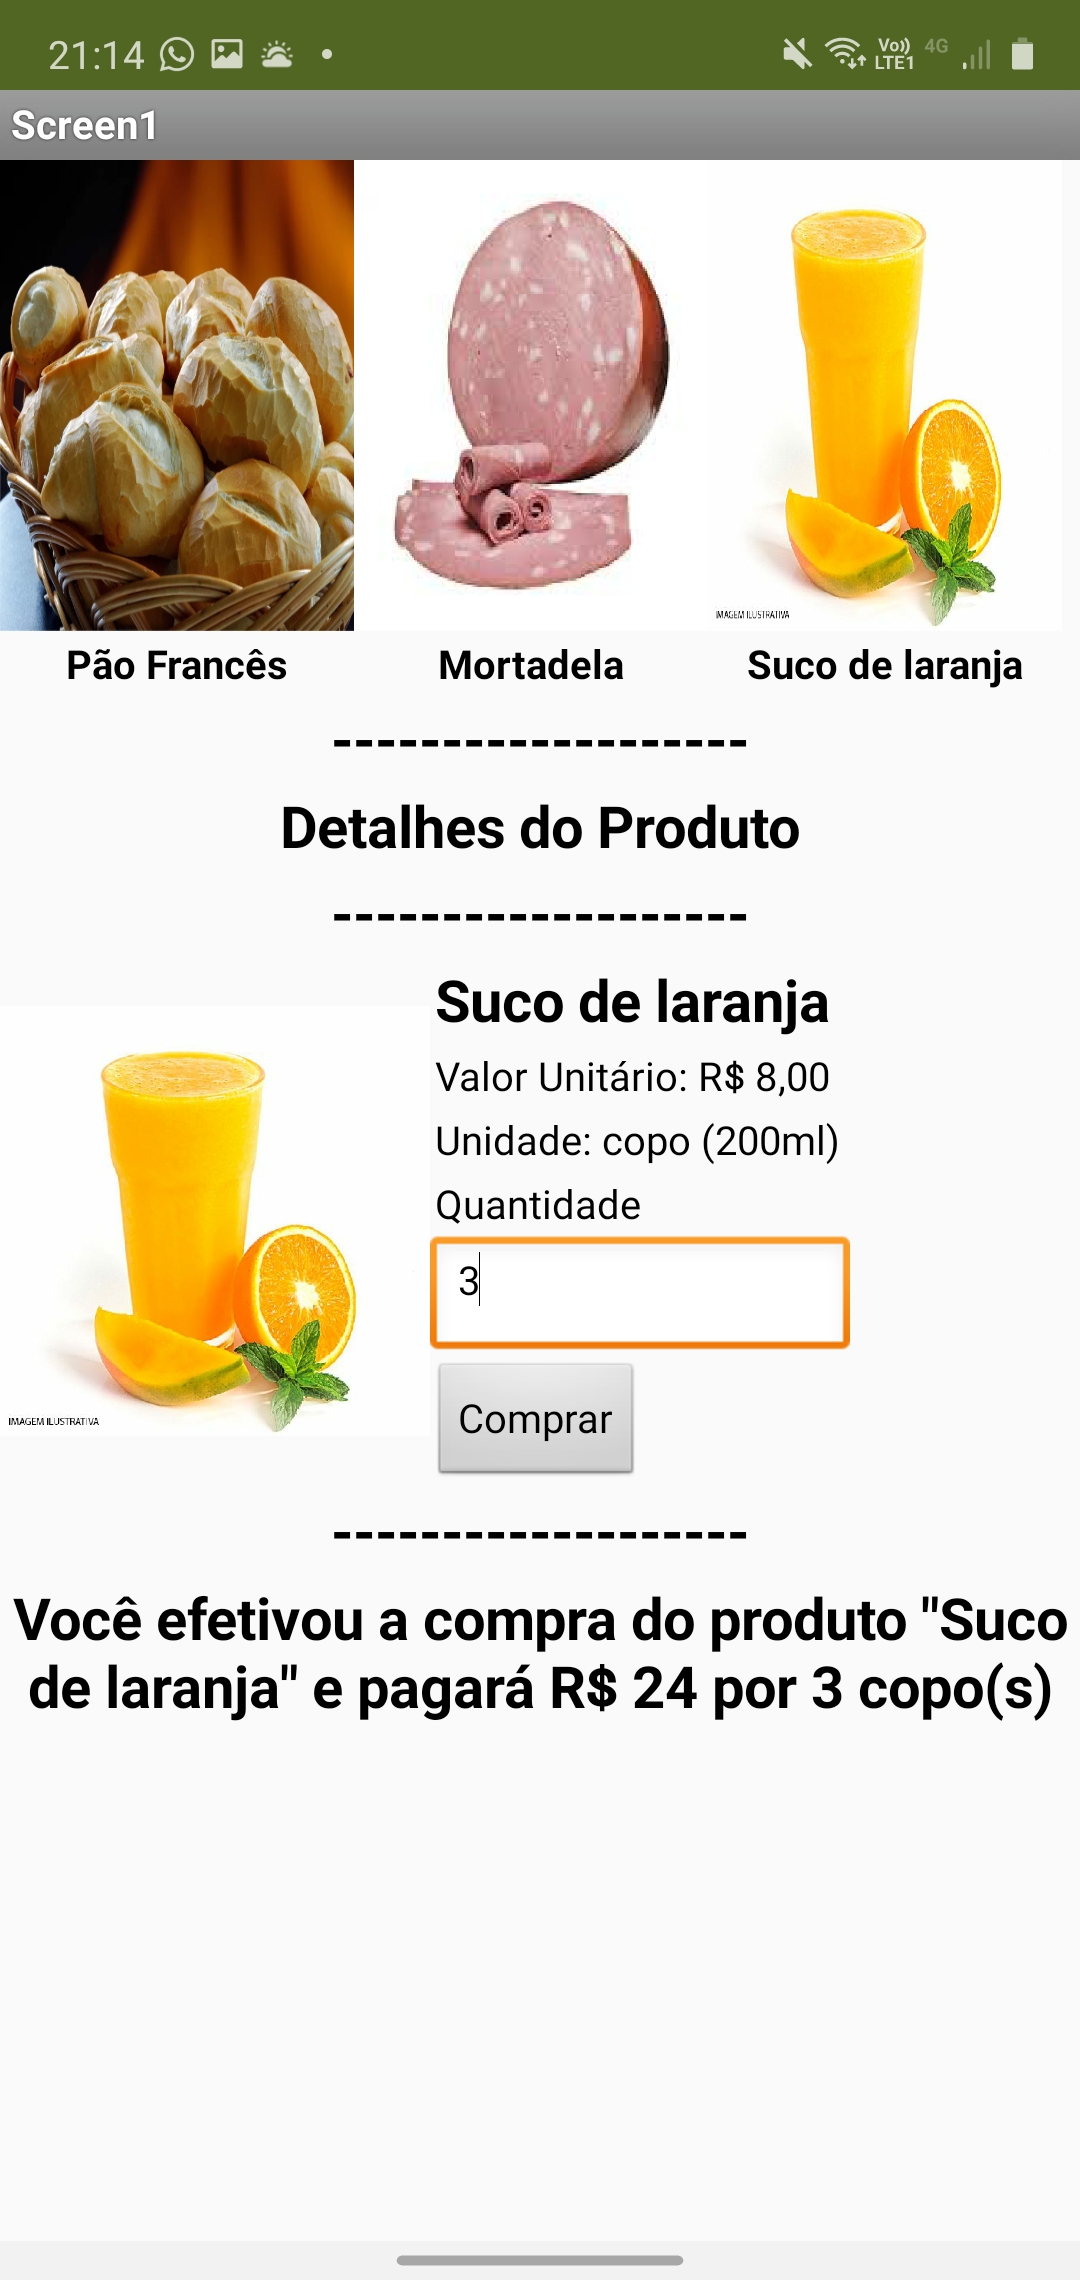 21:14
Vo)) 4G
LTE1
Screen1
IMAGEM ILUSTRATIVA
Pão Francês Mortadela Suco de laranja
-------------------
Detalhes do Produto
-------------------
Suco de laranja
Valor Unitário: R$ 8,00
Unidade: copo (200ml)
Quantidade
3
IMAGEM ILUSTRATIVA
Comprar
-------------------
Você efetivou a compra do produto "Suco
de laranja" e pagará R$ 24 por 3 copo(s)